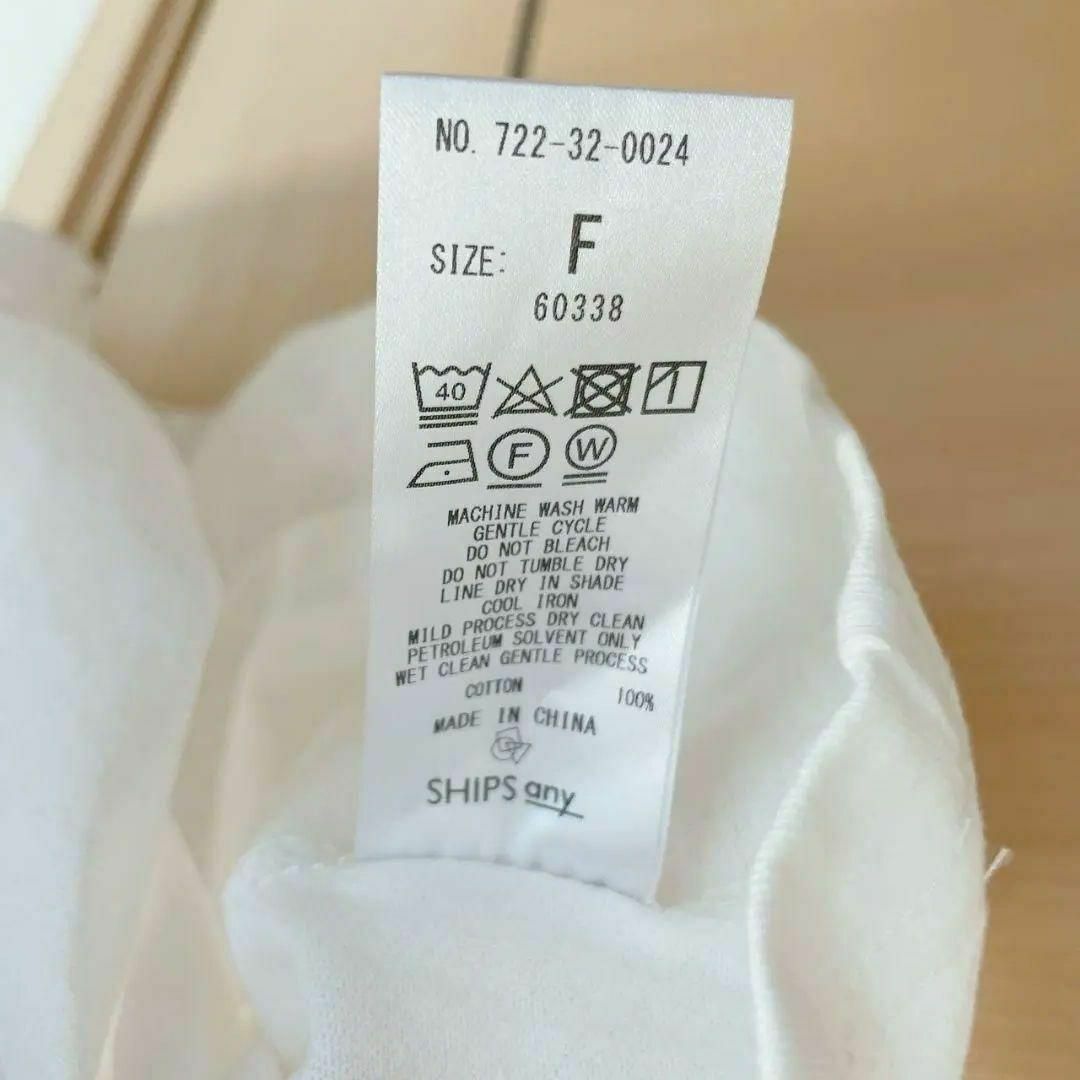 NO. 722-32-0024
SIZE: F
60338
40
F W
MACHINE WASH WARM
GENTLE CYCLE
DO NOT BLEACH
DO NOT TUMBLE DRY
LINE DRY IN SHADE
COOL IRON
MILD PROCESS DRY CLEAN
PETROLEUM SOLVENT ONLY
WET CLEAN GENTLE PROCESS
COTTON 100%
MADE IN CHINA
SHIPS any